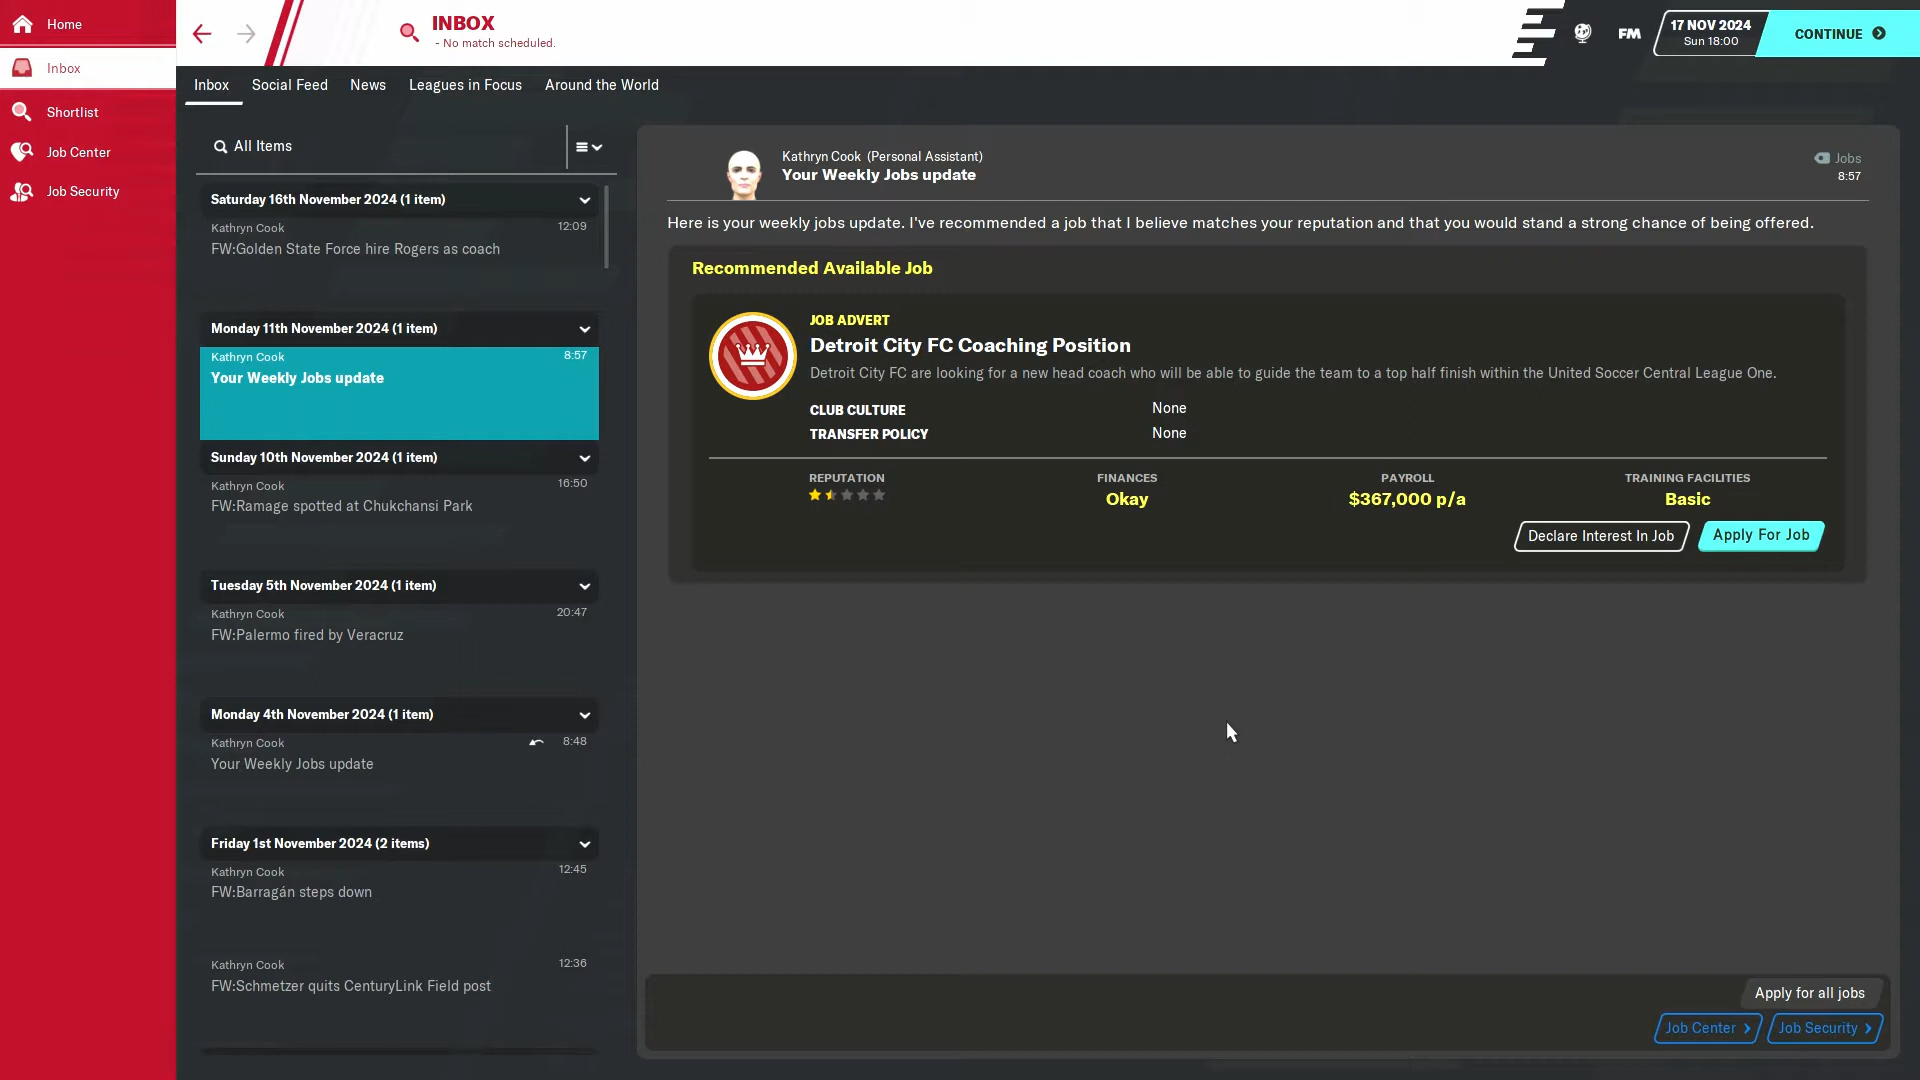 Home
Inbox
Shortlist
Job Center
Job Security
INBOX
- No match scheduled.
FM
17 NOV 2024
Sun 18:00
CONTINUE
Inbox
Social Feed
News
Leagues in Focus
Around the World
All Items
Saturday 16th November 2024 (1 item)
Kathryn Cook
12:09
FW:Golden State Force hire Rogers as coach
Monday 11th November 2024 (1 item)
Kathryn Cook
8:57
Your Weekly Jobs update
Sunday 10th November 2024 (1 item)
Kathryn Cook
16:50
FW:Ramage spotted at Chukchansi Park
Tuesday 5th November 2024 (1 item)
Kathryn Cook
20:47
FW:Palermo fired by Veracruz
Monday 4th November 2024 (1 item)
Kathryn Cook
8:48
Your Weekly Jobs update
Friday 1st November 2024 (2 items)
Kathryn Cook
12:45
FW:Barragán steps down
Kathryn Cook
12:36
FW:Schmetzer quits CenturyLink Field post
Kathryn Cook (Personal Assistant)
Your Weekly Jobs update
Jobs
8:57
Here is your weekly jobs update. I've recommended a job that I believe matches your reputation and that you would stand a strong chance of being offered.
Recommended Available Job
JOB ADVERT
Detroit City FC Coaching Position
Detroit City FC are looking for a new head coach who will be able to guide the team to a top half finish within the United Soccer Central League One.
CLUB CULTURE
None
TRANSFER POLICY
None
REPUTATION
FINANCES
Okay
PAYROLL
$367,000 p/a
TRAINING FACILITIES
Basic
Declare Interest In Job
Apply For Job
Apply for all jobs
Job Center
Job Security